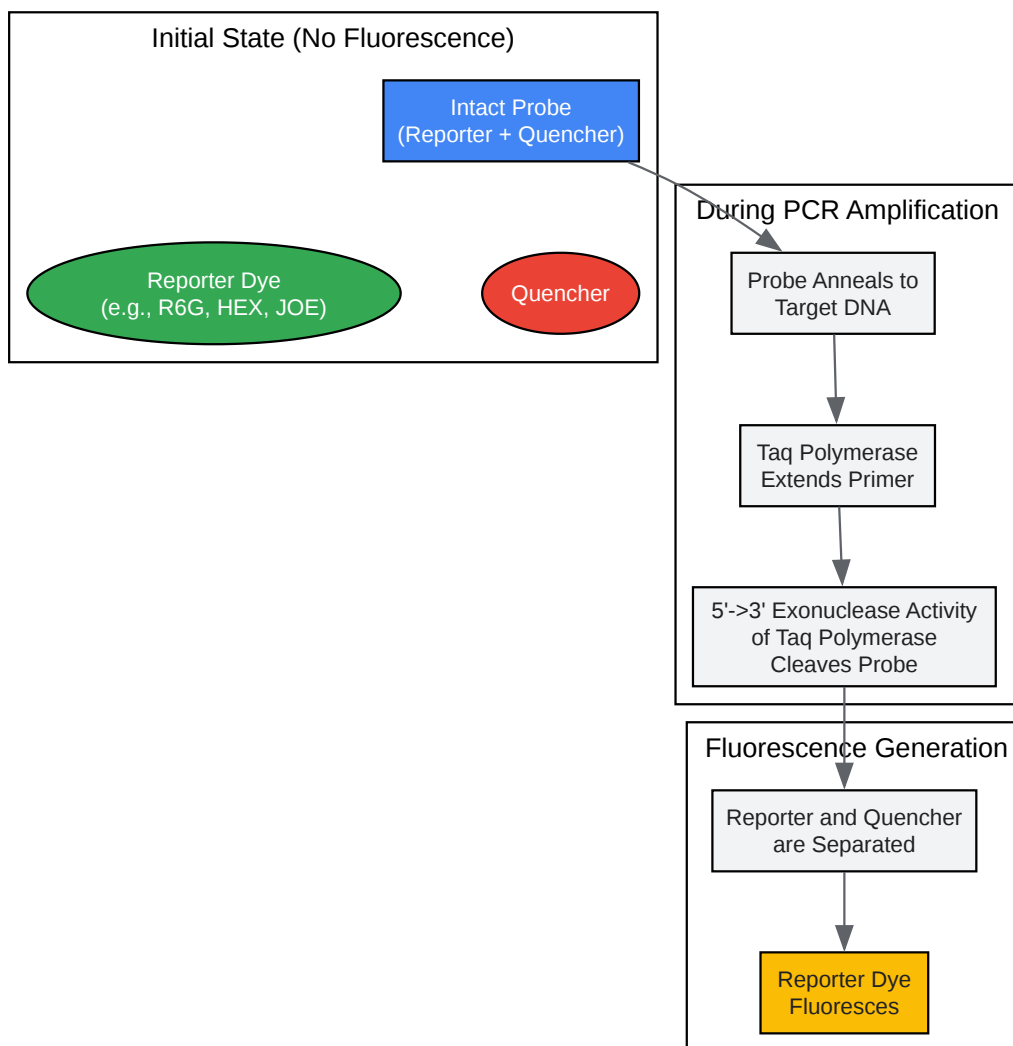 Initial State (No Fluorescence)
Intact Probe
(Reporter + Quencher)
Reporter Dye
(e.g., R6G, HEX, JOE)
Quencher
During PCR Amplification
Probe Anneals to
Target DNA
Taq Polymerase
Extends Primer
5'->3' Exonuclease Activity
of Taq Polymerase
Cleaves Probe
Fluorescence Generation
Reporter and Quencher
are Separated
Reporter Dye
Fluoresces